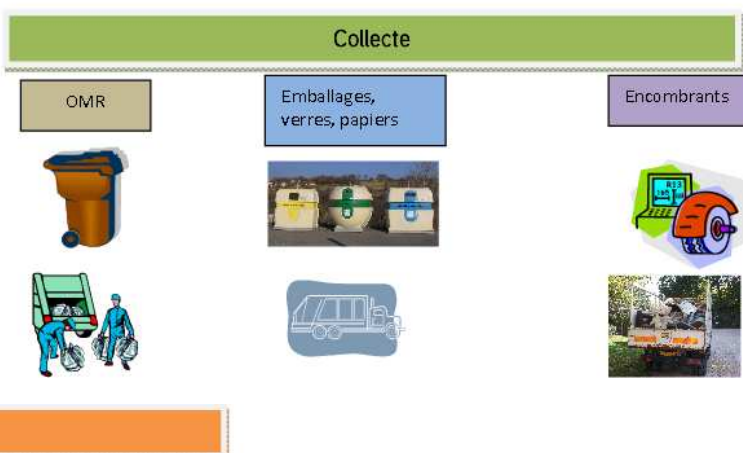 Collecte
OMR
Emballages,
verres, papiers
Encombrants